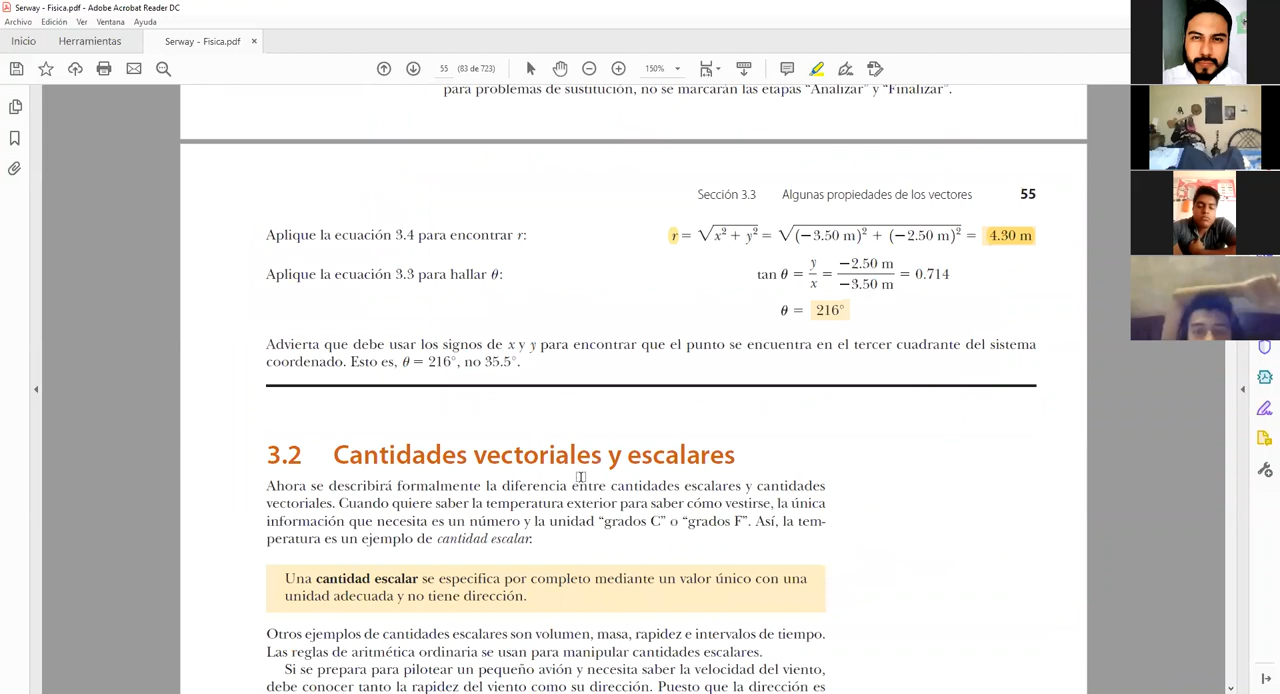 Serway - Fisica.pdf - Adobe Acrobat Reader DC
Archivo Edición Ver Ventana Ayuda
Inicio Herramientas Serway - Fisica.pdf ×
55 (83 de 723) 150%
para problemas de sustitución, no se marcarán las etapas “Analizar” y “Finalizar”.
Sección 3.3 Algunas propiedades de los vectores 55
Aplique la ecuación 3.4 para encontrar r: r = √x² + y² = √(−3.50 m)² + (−2.50 m)² = 4.30 m
Aplique la ecuación 3.3 para hallar θ: tan θ = y/x = −2.50 m/−3.50 m = 0.714
θ = 216°
Advierta que debe usar los signos de x y y para encontrar que el punto se encuentra en el tercer cuadrante del sistema
coordenado. Esto es, θ = 216°, no 35.5°.
3.2 Cantidades vectoriales y escalares
Ahora se describirá formalmente la diferencia entre cantidades escalares y cantidades
vectoriales. Cuando quiere saber la temperatura exterior para saber cómo vestirse, la única
información que necesita es un número y la unidad “grados C” o “grados F”. Así, la tem-
peratura es un ejemplo de cantidad escalar:
Una cantidad escalar se especifica por completo mediante un valor único con una
unidad adecuada y no tiene dirección.
Otros ejemplos de cantidades escalares son volumen, masa, rapidez e intervalos de tiempo.
Las reglas de aritmética ordinaria se usan para manipular cantidades escalares.
Si se prepara para pilotear un pequeño avión y necesita saber la velocidad del viento,
debe conocer tanto la rapidez del viento como su dirección. Puesto que la dirección es